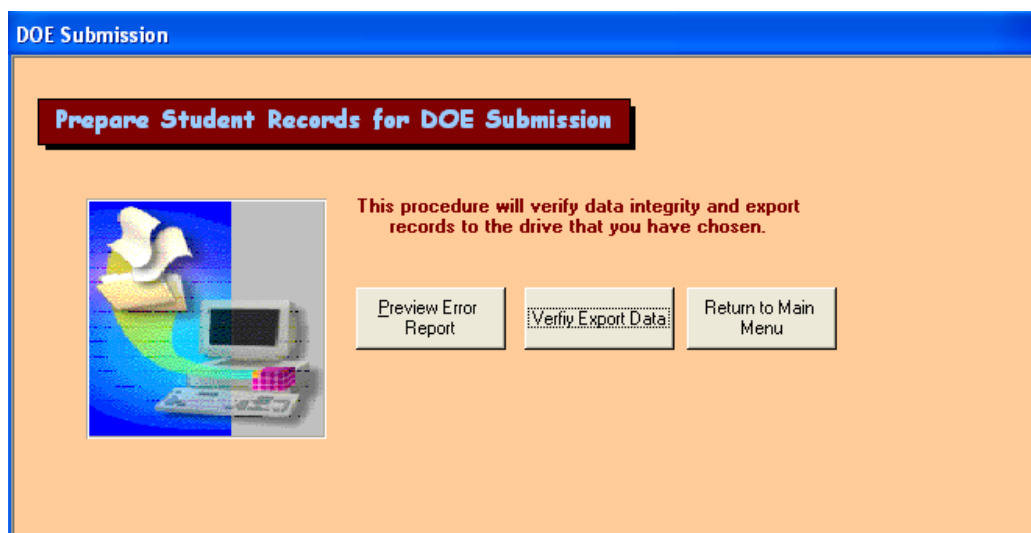 DOE Submission
Prepare Student Records for DOE Submission
This procedure will verify data integrity and export
records to the drive that you have chosen.
Preview Error
Report
Verfiy Export Data
Return to Main
Menu